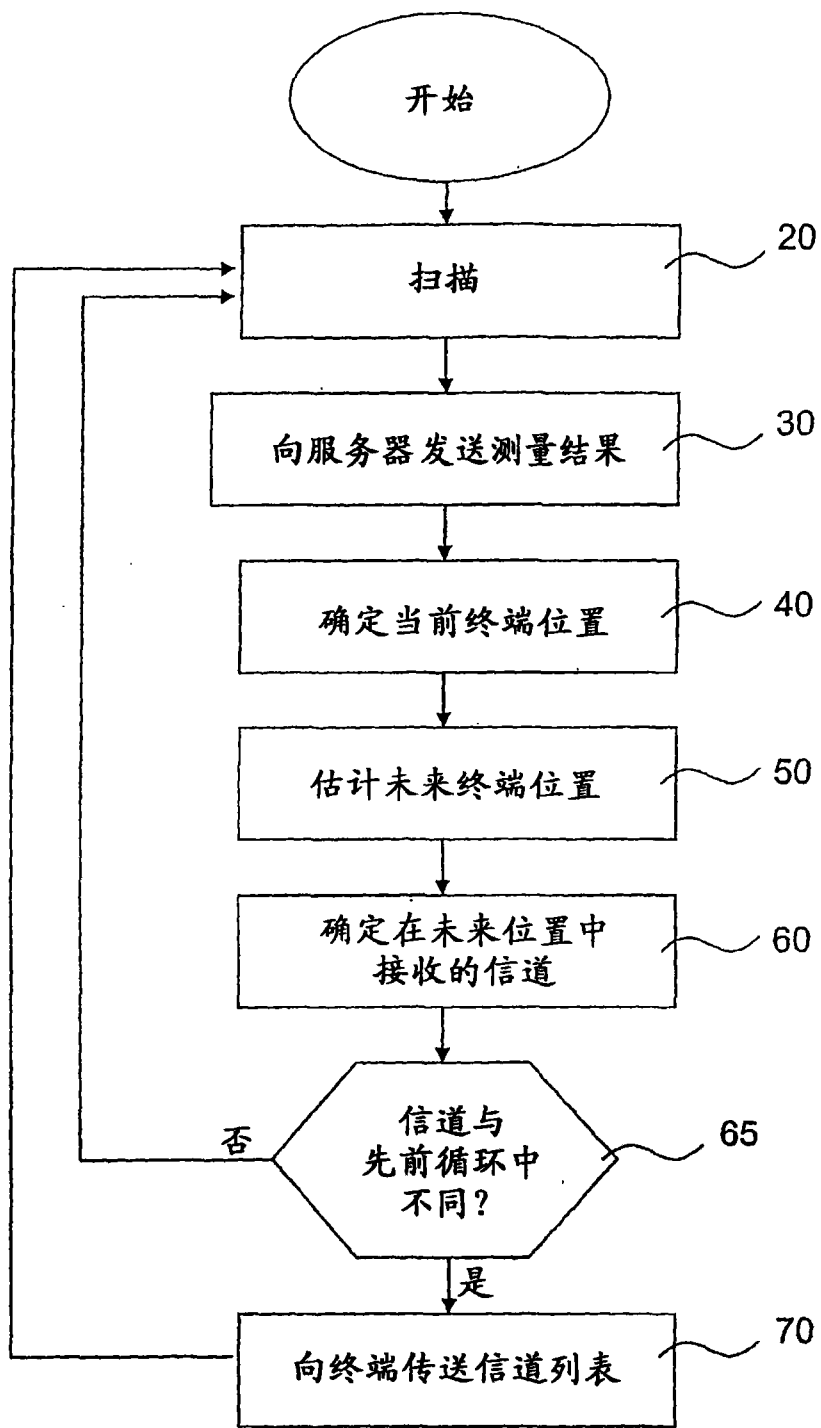 开始
扫描
20
向服务器发送测量结果
30
确定当前终端位置
40
估计未来终端位置
50
确定在未来位置中
接收的信道
60
信道与
先前循环中
不同?
65
否
是
向终端传送信道列表
70